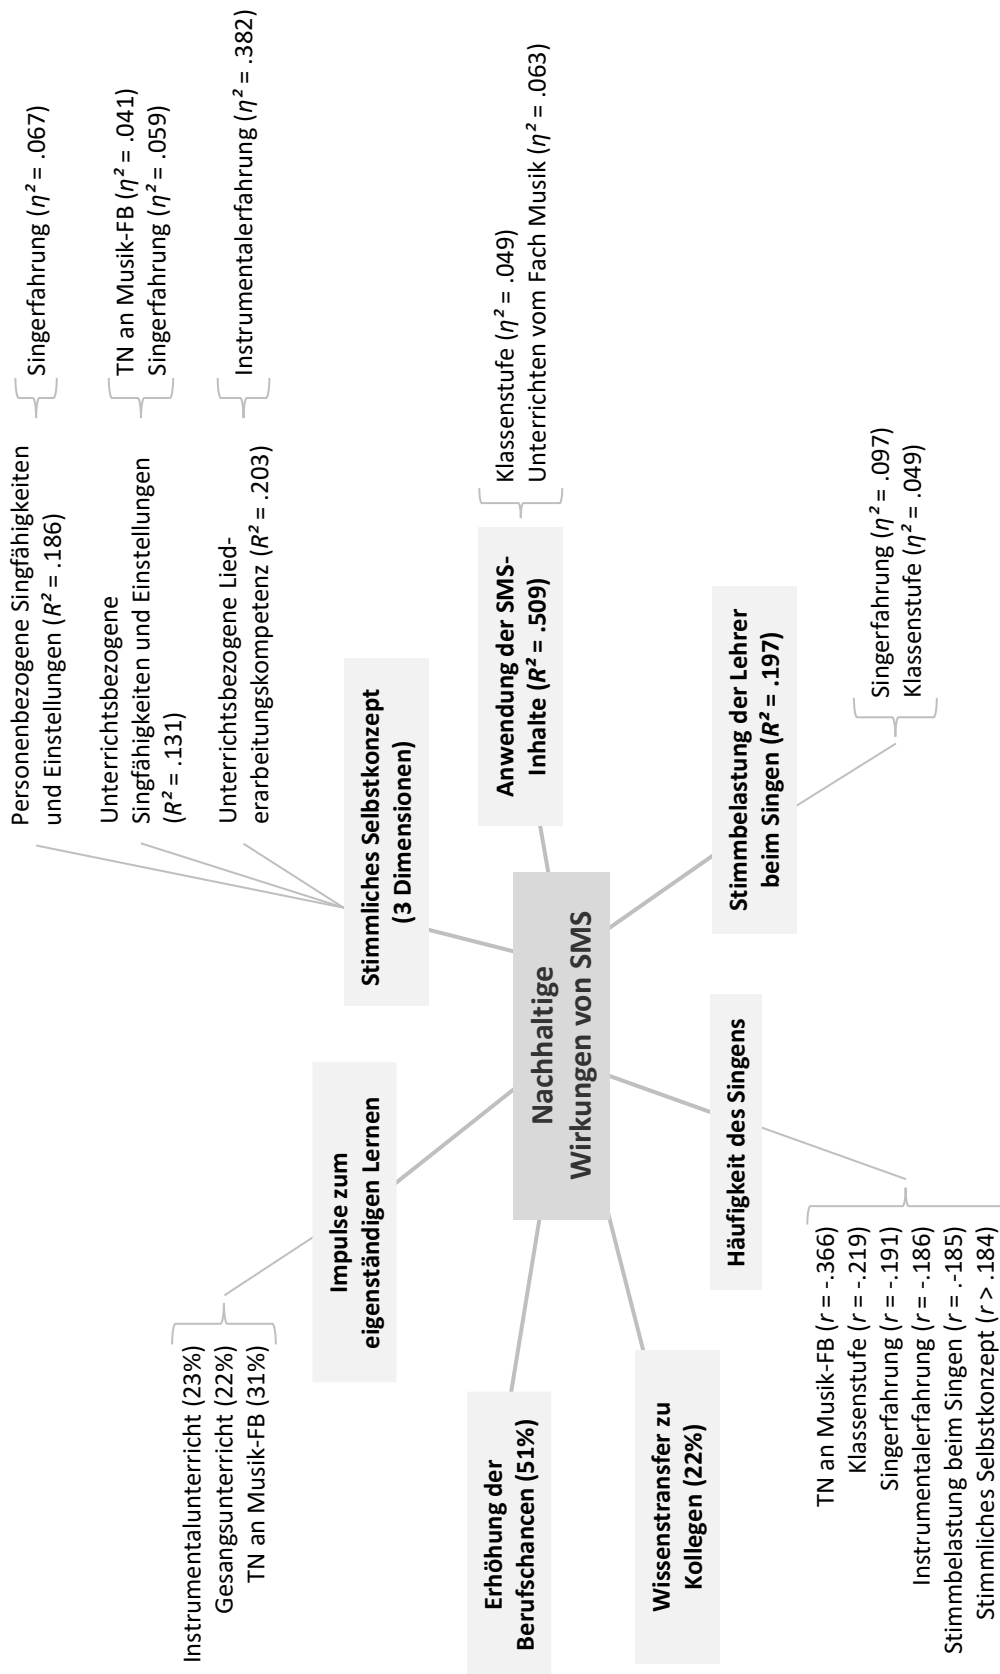 Instrumentalunterricht (23%)
Gesangsunterricht (22%)
TN an Musik-FB (31%)
Impulse zum
eigenständigen Lernen
Erhöhung der
Berufschancen (51%)
Wissenstransfer zu
Kollegen (22%)
Häufigkeit des Singens
TN an Musik-FB (r = -.366)
Klassenstufe (r = -.219)
Singerfahrung (r = -.191)
Instrumentalerfahrung (r = -.186)
Stimmbelastung beim Singen (r = .-185)
Stimmliches Selbstkonzept (r > .184)
Nachhaltige
Wirkungen von SMS
Stimmliches Selbstkonzept
(3 Dimensionen)
Personenbezogene Singfähigkeiten
und Einstellungen (R² = .186)
Singerfahrung (η² = .067)
Unterrichtsbezogene
Singfähigkeiten und Einstellungen
(R² = .131)
TN an Musik-FB (η² = .041)
Singerfahrung (η² = .059)
Unterrichtsbezogene Lied-
erarbeitungskompetenz (R² = .203)
Instrumentalerfahrung (η² = .382)
Anwendung der SMS-
Inhalte (R² = .509)
Klassenstufe (η² = .049)
Unterrichten vom Fach Musik (η² = .063)
Stimmbelastung der Lehrer
beim Singen (R² = .197)
Singerfahrung (η² = .097)
Klassenstufe (η² = .049)